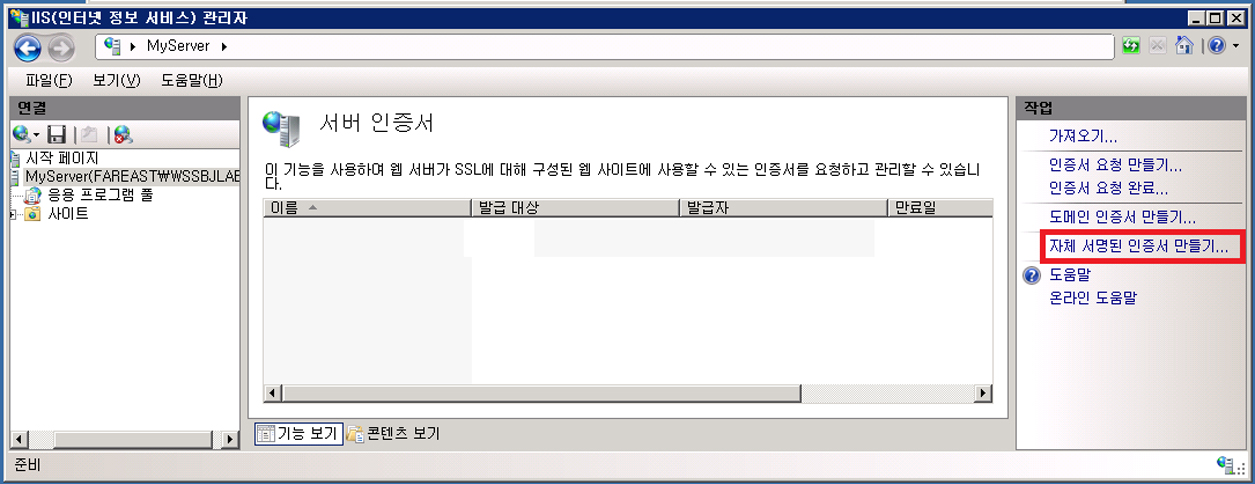 IIS(인터넷 정보 서비스) 관리자
MyServer
파일(F) 보기(V) 도움말(H)
연결
시작 페이지
MyServer(FAREAST₩WSSBJLAB
응용 프로그램 풀
사이트
서버 인증서
이 기능을 사용하여 웹 서버가 SSL에 대해 구성된 웹 사이트에 사용할 수 있는 인증서를 요청하고 관리할 수 있습니
다.
이름 발급 대상 발급자 만료일
기능 보기 콘텐츠 보기
작업
가져오기...
인증서 요청 만들기...
인증서 요청 완료...
도메인 인증서 만들기...
자체 서명된 인증서 만들기...
도움말
온라인 도움말
준비